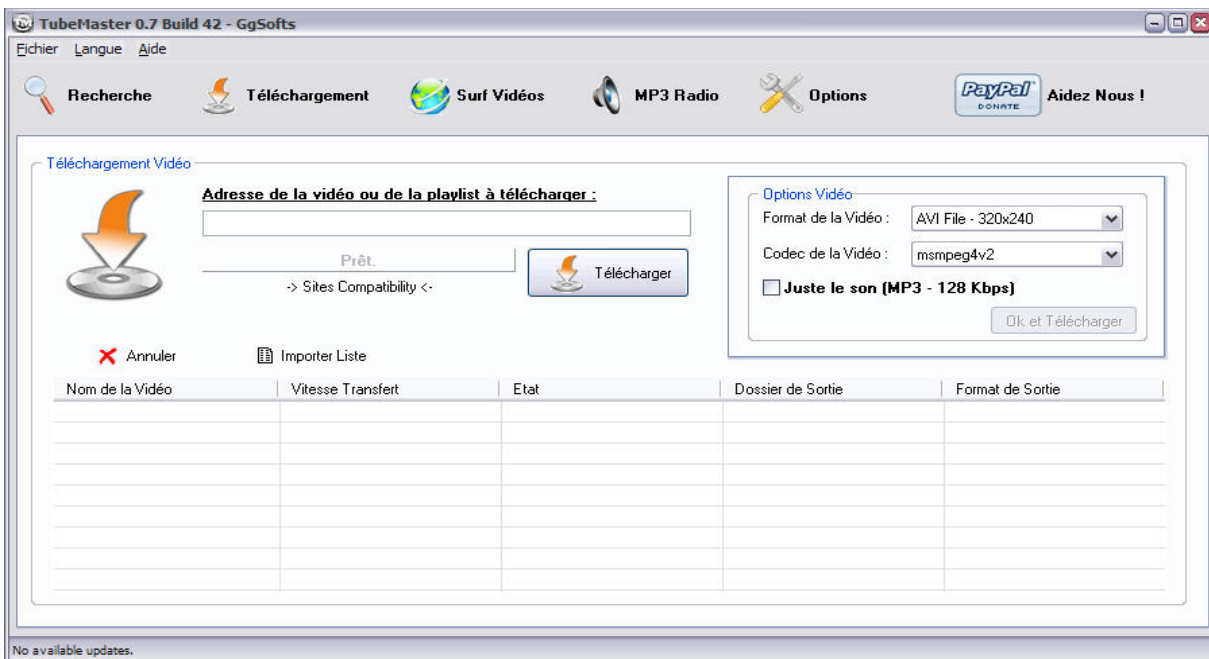 TubeMaster 0.7 Build 42 - GgSofts
Fichier Langue Aide
Recherche Téléchargement Surf Vidéos MP3 Radio Options PayPal DONATE Aidez Nous !
Téléchargement Vidéo
Adresse de la vidéo ou de la playlist à télécharger :
Prêt.
-> Sites Compatibility <-
Télécharger
Options Vidéo
Format de la Vidéo : AVI File - 320x240
Codec de la Vidéo : msmpeg4v2
Juste le son (MP3 - 128 Kbps)
Ok et Télécharger
Annuler Importer Liste
Nom de la Vidéo Vitesse Transfert Etat Dossier de Sortie Format de Sortie
No available updates.